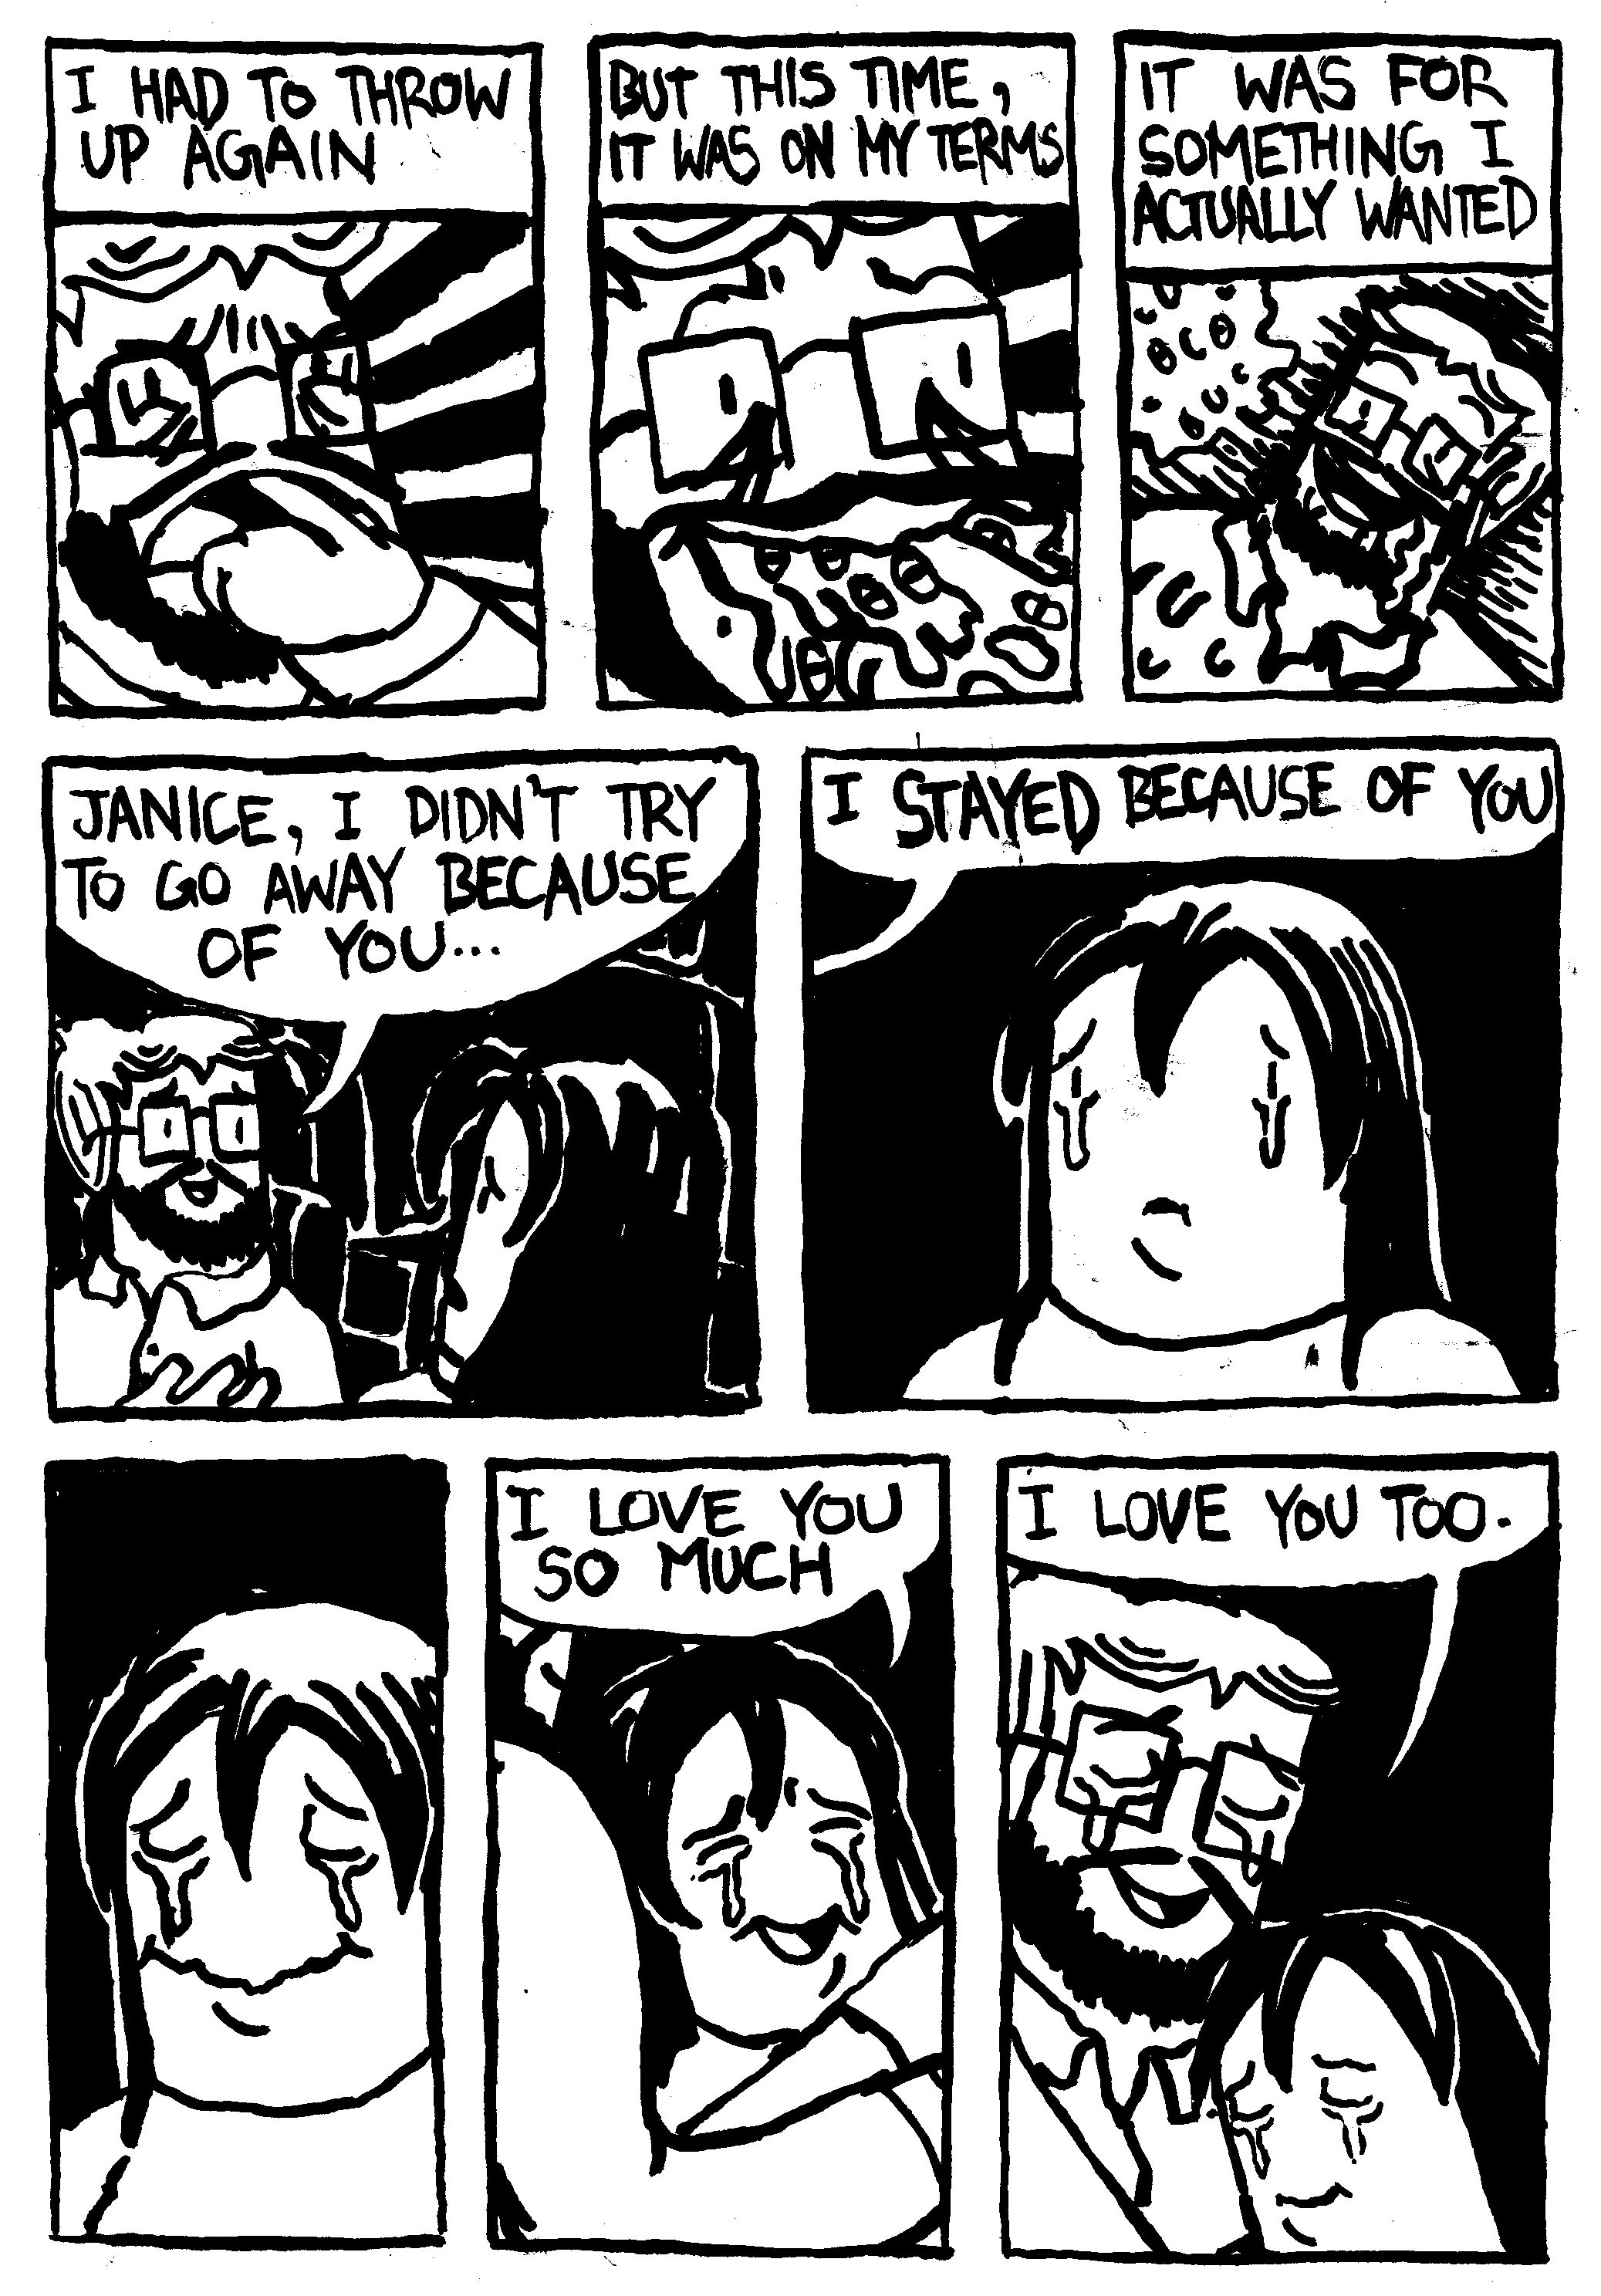 I HAD TO THROW
UP AGAIN
BUT THIS TIME,
IT WAS ON MY TERMS
IT WAS FOR
SOMETHING I
ACTUALLY WANTED
JANICE, I DIDN'T TRY
TO GO AWAY BECAUSE
OF YOU...
I STAYED BECAUSE OF YOU
I LOVE YOU
SO MUCH
I LOVE YOU TOO.